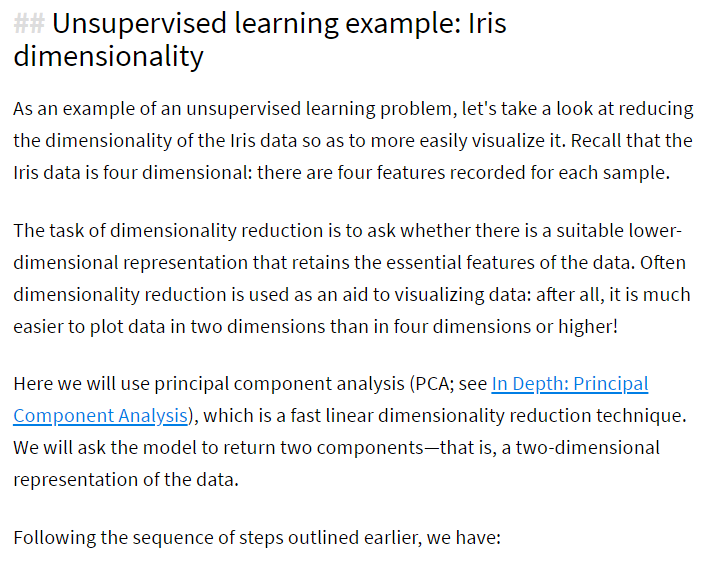 ## Unsupervised learning example: Iris
dimensionality
As an example of an unsupervised learning problem, let's take a look at reducing
the dimensionality of the Iris data so as to more easily visualize it. Recall that the
Iris data is four dimensional: there are four features recorded for each sample.
The task of dimensionality reduction is to ask whether there is a suitable lower-
dimensional representation that retains the essential features of the data. Often
dimensionality reduction is used as an aid to visualizing data: after all, it is much
easier to plot data in two dimensions than in four dimensions or higher!
Here we will use principal component analysis (PCA; see In Depth: Principal
Component Analysis), which is a fast linear dimensionality reduction technique.
We will ask the model to return two components—that is, a two-dimensional
representation of the data.
Following the sequence of steps outlined earlier, we have: